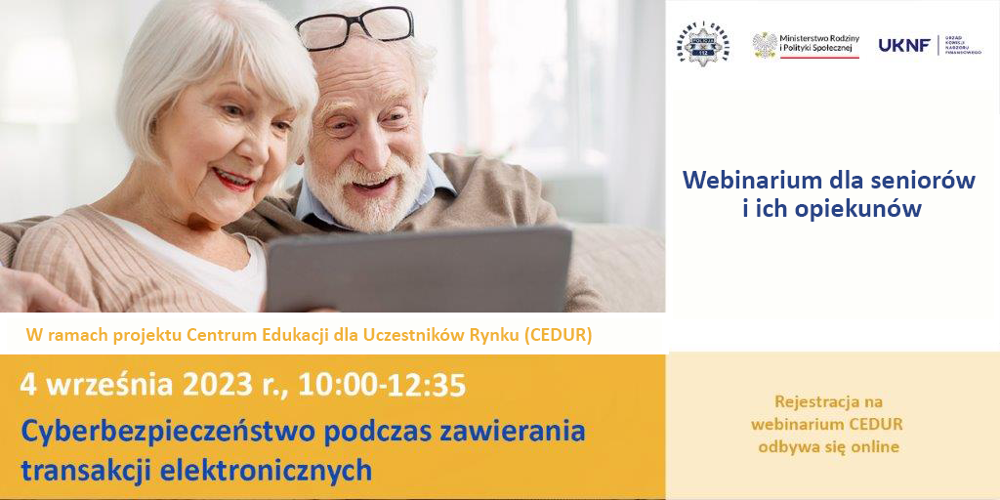 POLICJA
112
Ministerstwo Rodziny
i Polityki Społecznej
UKNF
URZĄD
KOMISJI
NADZORU
FINANSOWEGO
Webinarium dla seniorów
i ich opiekunów
W ramach projektu Centrum Edukacji dla Uczestników Rynku (CEDUR)
4 września 2023 r., 10:00-12:35
Cyberbezpieczeństwo podczas zawierania
transakcji elektronicznych
Rejestracja na
webinarium CEDUR
odbywa się online